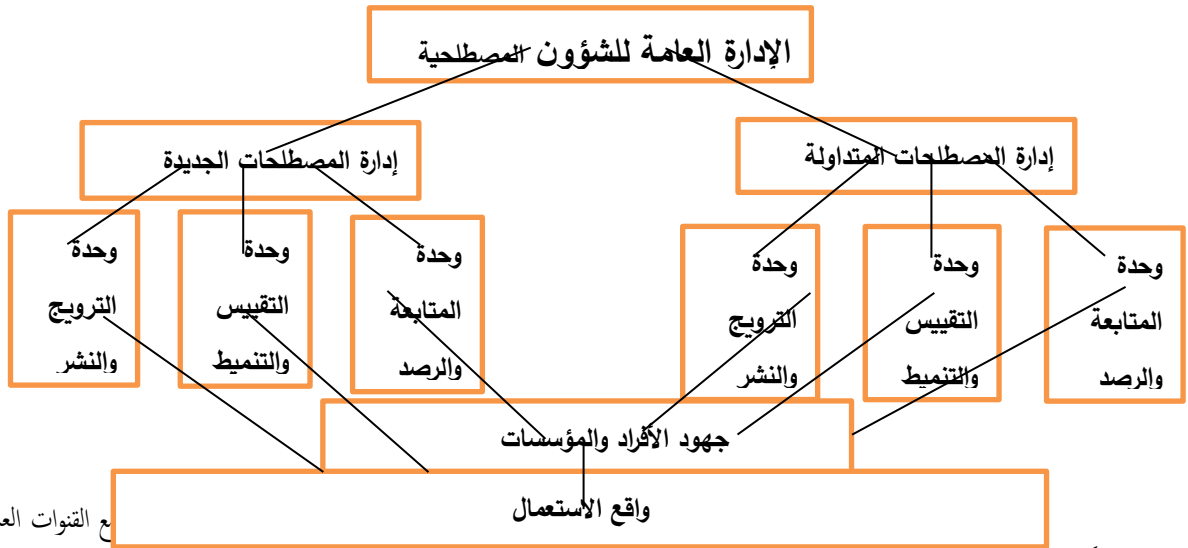 الإدارة العامة للشؤون المصطلحية
إدارة المصطلحات المتداولة
إدارة المصطلحات الجديدة
وحدة
المتابعة
والرصد
وحدة
التقييس
والتنميط
وحدة
الترويج
والنشر
وحدة
المتابعة
والرصد
وحدة
التقييس
والتنميط
وحدة
الترويج
والنشر
جهود الأفراد والمؤسسات
واقع الاستعمال
القنوات